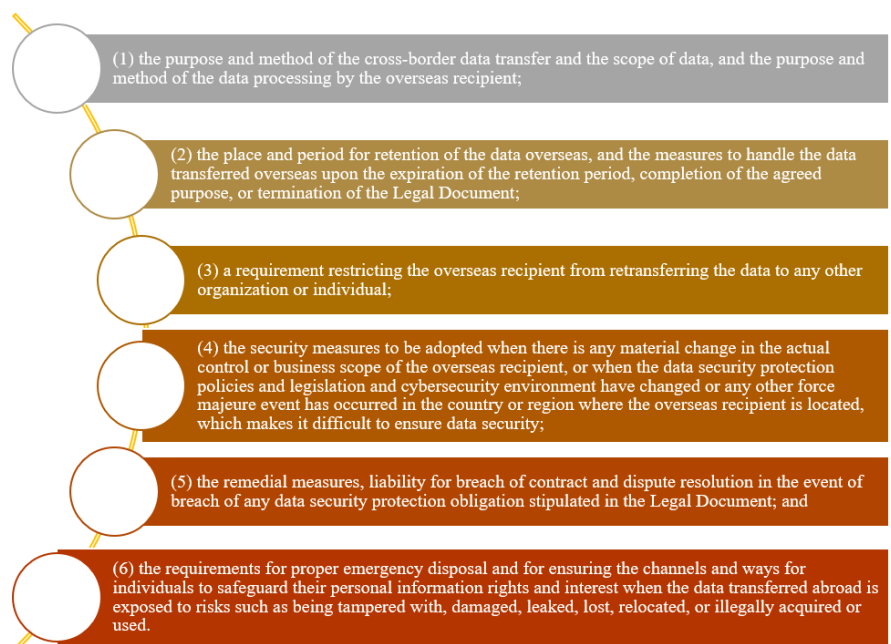 (1) the purpose and method of the cross-border data transfer and the scope of data, and the purpose and
method of the data processing by the overseas recipient;
(2) the place and period for retention of the data overseas, and the measures to handle the data
transferred overseas upon the expiration of the retention period, completion of the agreed
purpose, or termination of the Legal Document;
(3) a requirement restricting the overseas recipient from retransferring the data to any other
organization or individual;
(4) the security measures to be adopted when there is any material change in the actual
control or business scope of the overseas recipient, or when the data security protection
policies and legislation and cybersecurity environment have changed or any other force
majeure event has occurred in the country or region where the overseas recipient is located,
which makes it difficult to ensure data security;
(5) the remedial measures, liability for breach of contract and dispute resolution in the event of
breach of any data security protection obligation stipulated in the Legal Document; and
(6) the requirements for proper emergency disposal and for ensuring the channels and ways for
individuals to safeguard their personal information rights and interest when the data transferred abroad is
exposed to risks such as being tampered with, damaged, leaked, lost, relocated, or illegally acquired or
used.